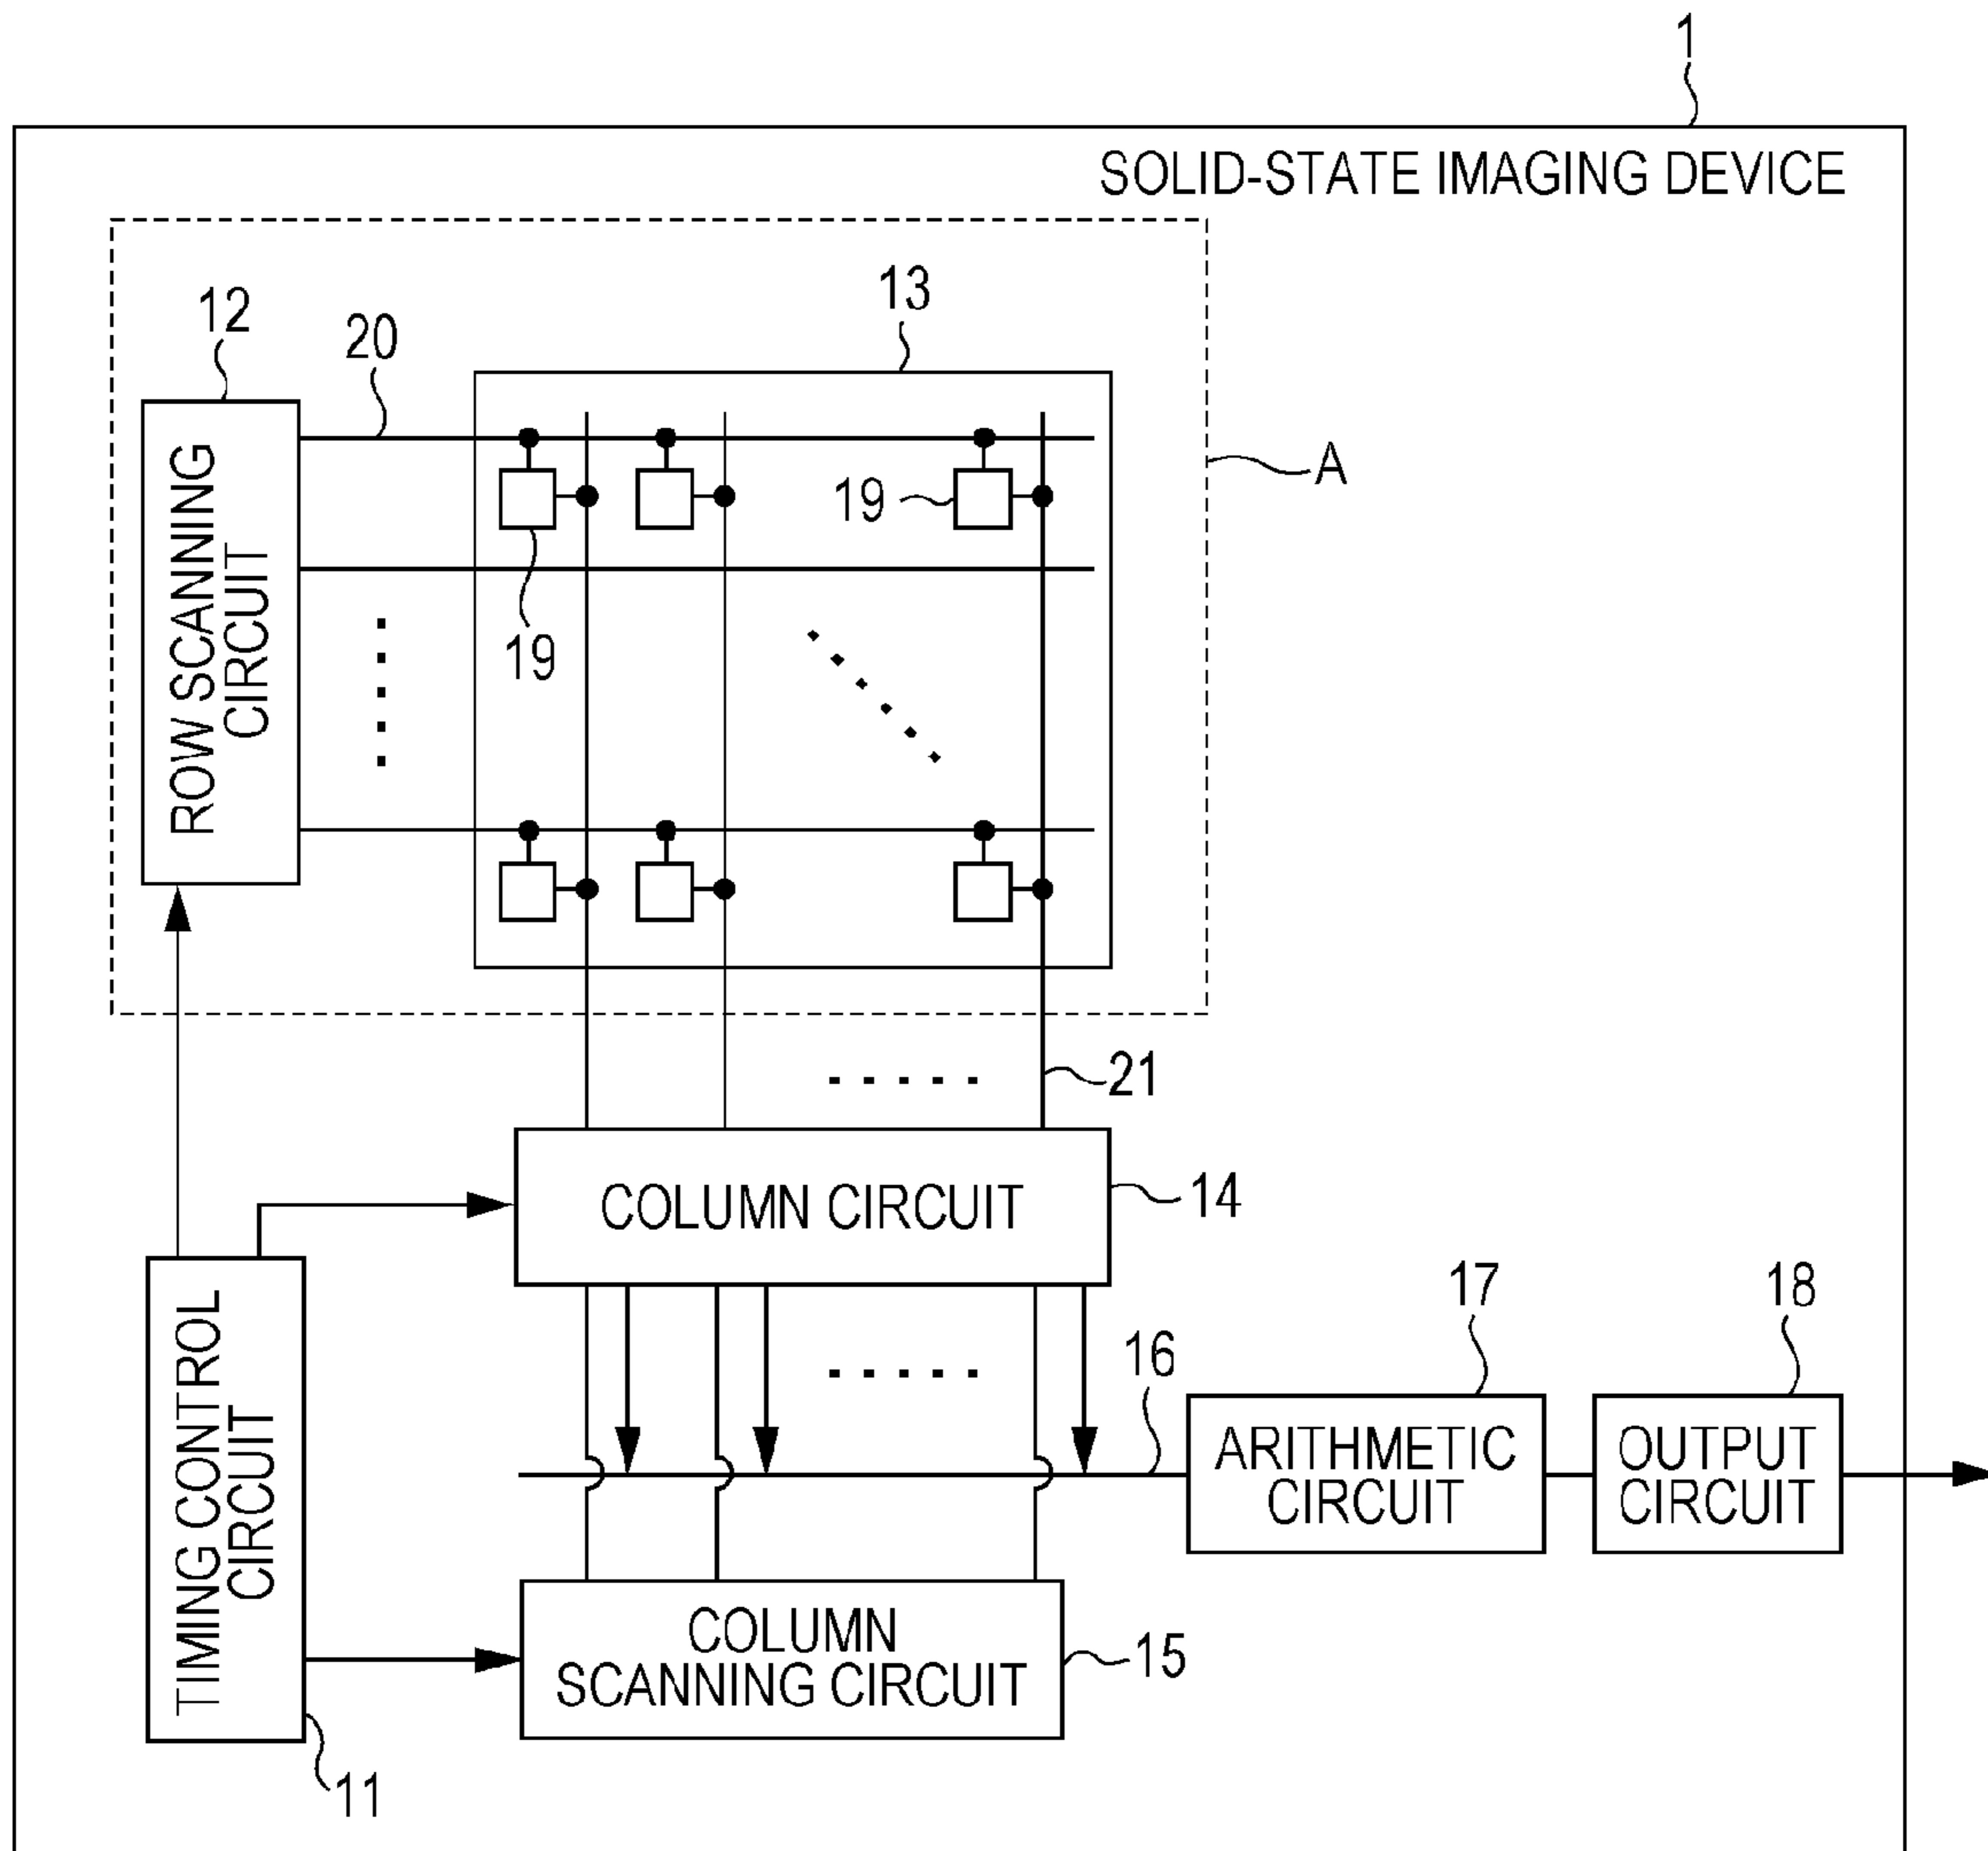 1
SOLID-STATE IMAGING DEVICE
12
20
13
A
19
19
ROW SCANNING
CIRCUIT
21
COLUMN CIRCUIT
14
17
18
16
ARITHMETIC
CIRCUIT
OUTPUT
CIRCUIT
TIMING CONTROL
CIRCUIT
COLUMN
SCANNING CIRCUIT
15
11